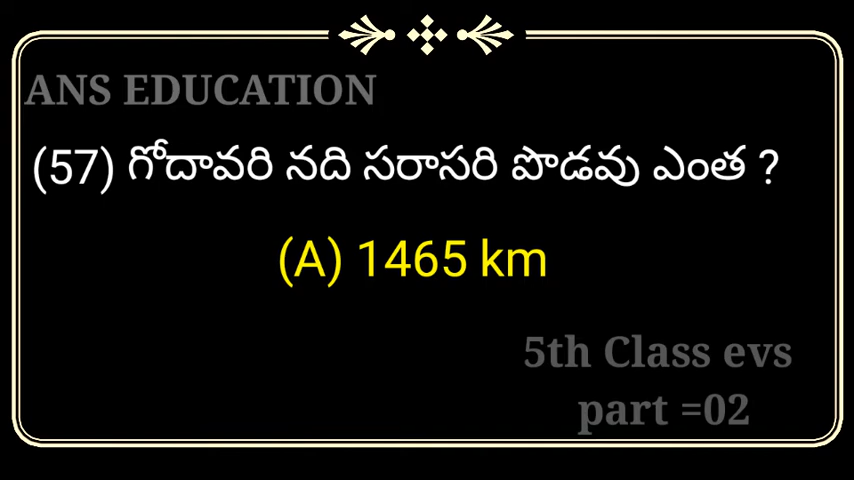 ANS EDUCATION
(57) గోదావరి నది సరాసరి పొడవు ఎంత ?
(A) 1465 km
5th Class evs
part =02